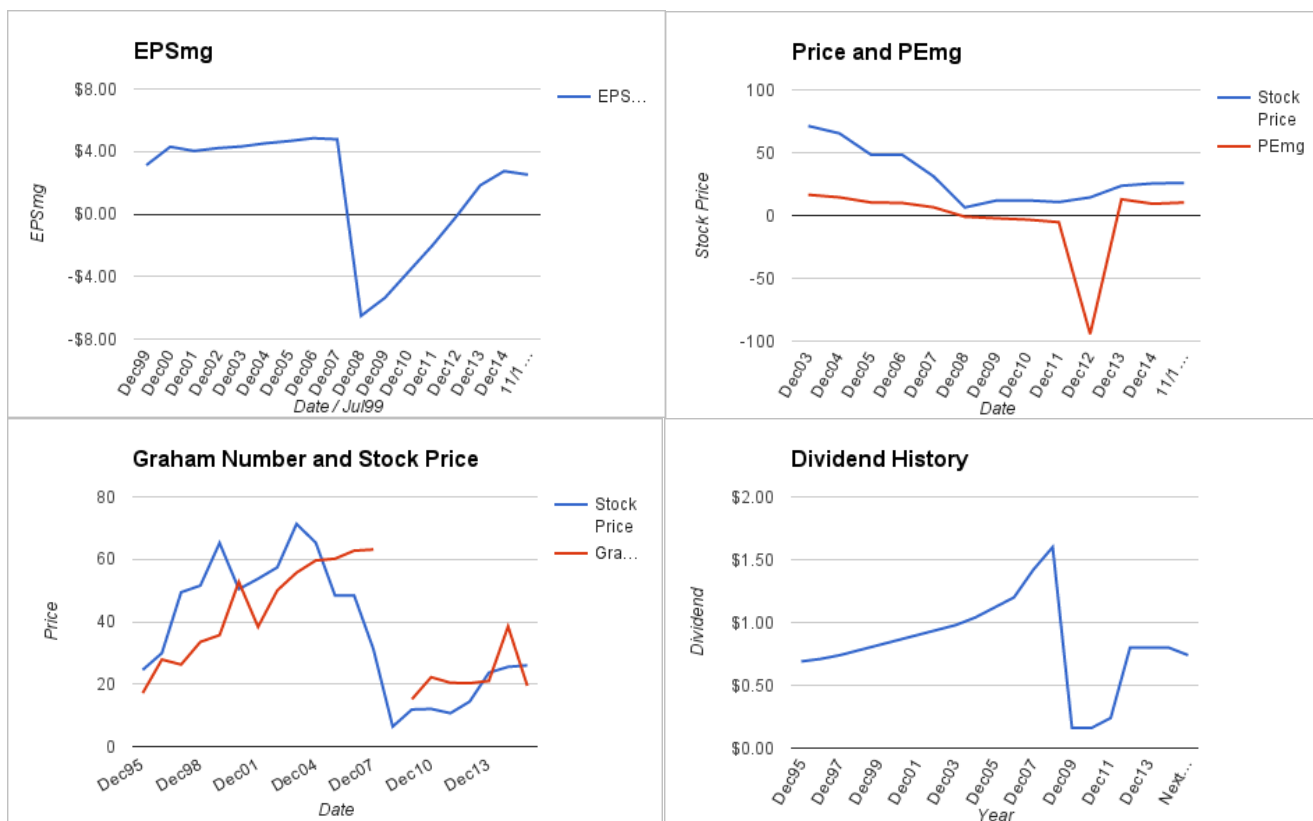 EPSmg
$8.00
$4.00
$0.00
-$4.00
-$8.00
EPSmg
EPS...
Dec99
Dec00
Dec01
Dec02
Dec03
Dec04
Dec05
Dec06
Dec07
Dec08
Dec09
Dec10
Dec11
Dec12
Dec13
Dec14
11/1...
Date / Jul99
Price and PEmg
100
50
0
-50
-100
Stock Price
Stock
Price
PEmg
Dec03
Dec04
Dec05
Dec06
Dec07
Dec08
Dec09
Dec10
Dec11
Dec12
Dec13
Dec14
11/1...
Date
Graham Number and Stock Price
80
60
40
20
0
Price
Stock
Price
Gra...
Dec95
Dec98
Dec01
Dec04
Dec07
Dec10
Dec13
Date
Dividend History
$2.00
$1.50
$1.00
$0.50
$0.00
Dividend
Dec95
Dec97
Dec99
Dec01
Dec03
Dec05
Dec07
Dec09
Dec11
Dec13
Next...
Year